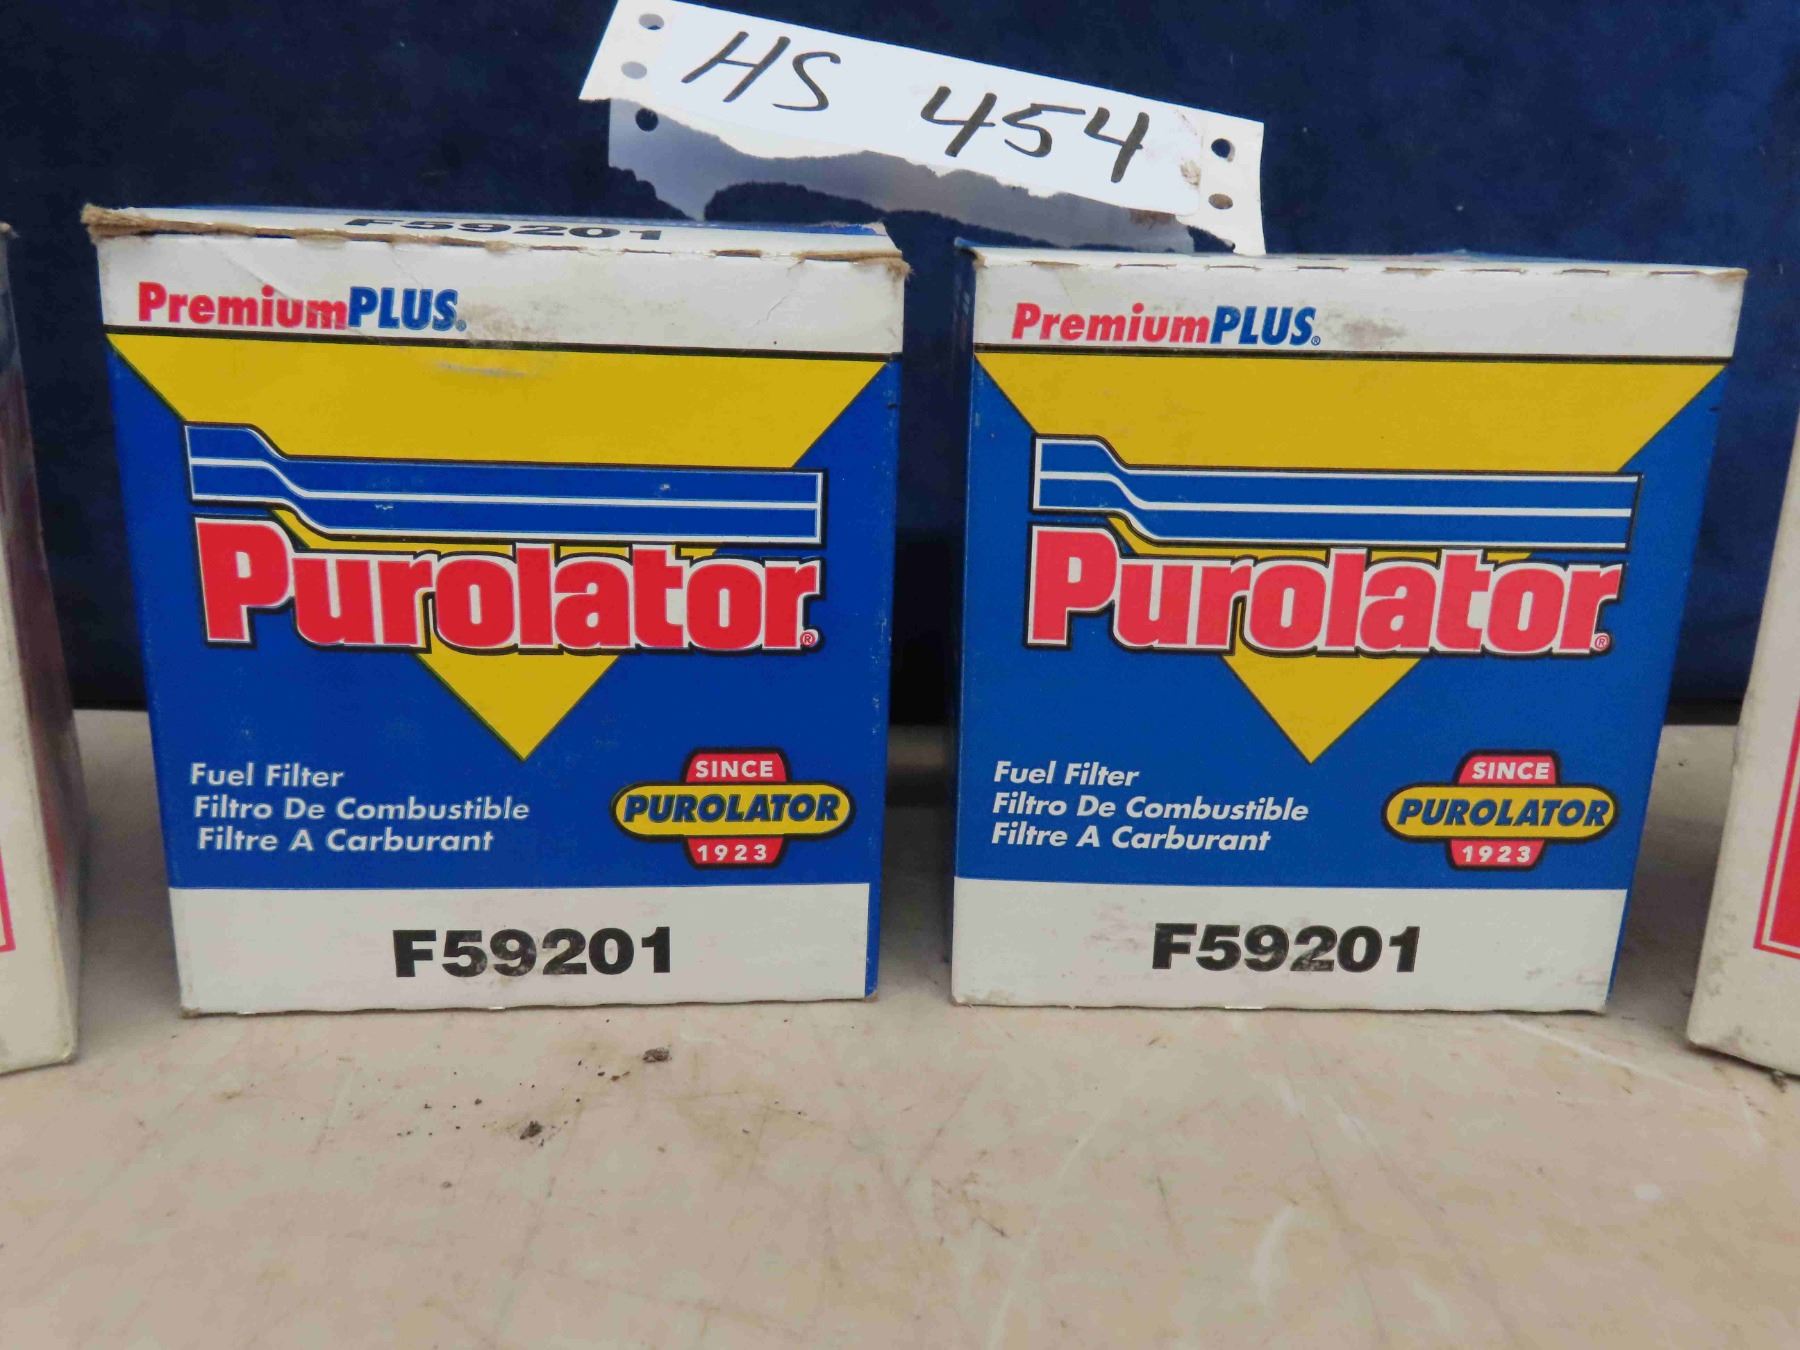 HS 454
F59201
PremiumPLUS®
Purolator®
Fuel Filter
Filtro De Combustible
Filtre A Carburant
SINCE
PUROLATOR
1923
F59201
PremiumPLUS®
Purolator®
Fuel Filter
Filtro De Combustible
Filtre A Carburant
SINCE
PUROLATOR
1923
F59201